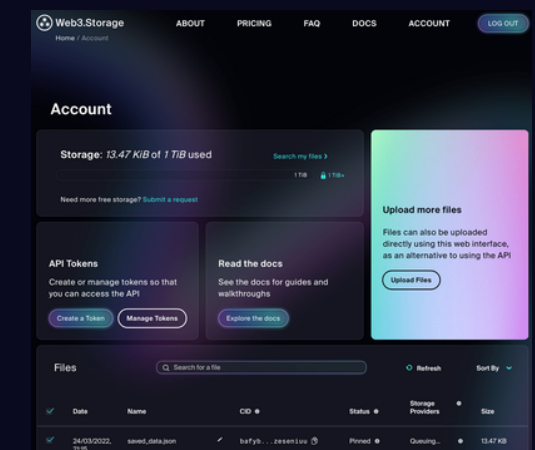 Web3.Storage ABOUT PRICING FAQ DOCS ACCOUNT LOG OUT
Home / Account
Account
Storage: 13.47 KiB of 1 TiB used Search my files
1 TiB 1 TiB+
Need more free storage? Submit a request
API Tokens
Create or manage tokens so that
you can access the API
Create a Token Manage Tokens
Read the docs
See the docs for guides and
walkthroughs
Explore the docs
Upload more files
Files can also be uploaded
directly using this web interface,
as an alternative to using the API
Upload Files
Files Search for a file Refresh Sort By
Date Name CID Status Storage
Providers Size
24/03/2022, saved_data.json bafyb...zeseniuu Pinned Queuing... 13.47 KB